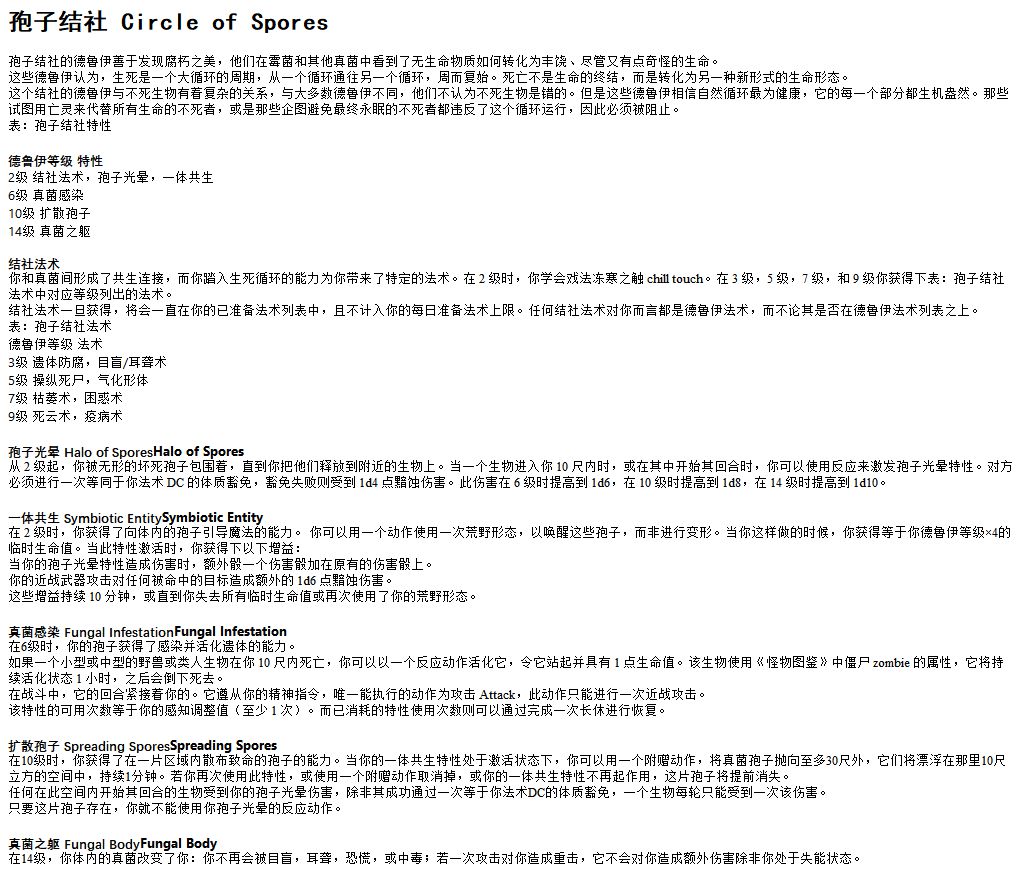 孢子结社 Circle of Spores
孢子结社的德鲁伊善于发现腐朽之美，他们在霉菌和其他真菌中看到了无生命物质如何转化为丰饶、尽管又有点奇怪的生命。
这些德鲁伊认为，生死是一个大循环的周期，从一个循环通往另一个循环，周而复始。死亡不是生命的终结，而是转化为另一种新形式的生命形态。
这个结社的德鲁伊与不死生物有着复杂的关系，与大多数德鲁伊不同，他们不认为不死生物是错的。但是这些德鲁伊相信自然循环最为健康，它的每一个部分都生机盎然。那些
试图用亡灵来代替所有生命的不死者，或是那些企图避免最终永眠的不死者都违反了这个循环运行，因此必须被阻止。
表：孢子结社特性
德鲁伊等级 特性
2级 结社法术，孢子光晕，一体共生
6级 真菌感染
10级 扩散孢子
14级 真菌之躯
结社法术
你和真菌间形成了共生连接，而你踏入生死循环的能力为你带来了特定的法术。在 2 级时，你学会戏法冻寒之触 chill touch。在 3 级，5 级，7 级，和 9 级你获得下表：孢子结社
法术中对应等级列出的法术。
结社法术一旦获得，将会一直在你的已准备法术列表中，且不计入你的每日准备法术上限。任何结社法术对你而言都是德鲁伊法术，而不论其是否在德鲁伊法术列表之上。
表：孢子结社法术
德鲁伊等级 法术
3级 遗体防腐，目盲/耳聋术
5级 操纵死尸，气化形体
7级 枯萎术，困惑术
9级 死云术，疫病术
孢子光晕 Halo of SporesHalo of Spores
从 2 级起，你被无形的坏死孢子包围着，直到你把他们释放到附近的生物上。当一个生物进入你 10 尺内时，或在其中开始其回合时，你可以使用反应来激发孢子光晕特性。对方
必须进行一次等同于你法术 DC 的体质豁免，豁免失败则受到 1d4 点黯蚀伤害。此伤害在 6 级时提高到 1d6，在 10 级时提高到 1d8，在 14 级时提高到 1d10。
一体共生 Symbiotic EntitySymbiotic Entity
在 2 级时，你获得了向体内的孢子引导魔法的能力。 你可以用一个动作使用一次荒野形态，以唤醒这些孢子，而非进行变形。当你这样做的时候，你获得等于你德鲁伊等级×4的
临时生命值。当此特性激活时，你获得下以下增益：
当你的孢子光晕特性造成伤害时，额外骰一个伤害骰加在原有的伤害骰上。
你的近战武器攻击对任何被命中的目标造成额外的 1d6 点黯蚀伤害。
这些增益持续 10 分钟，或直到你失去所有临时生命值或再次使用了你的荒野形态。
真菌感染 Fungal InfestationFungal Infestation
在6级时，你的孢子获得了感染并活化遗体的能力。
如果一个小型或中型的野兽或类人生物在你 10 尺内死亡，你可以以一个反应动作活化它，令它站起并具有 1 点生命值。该生物使用《怪物图鉴》中僵尸 zombie 的属性，它将持
续活化状态 1 小时，之后会倒下死去。
在战斗中，它的回合紧接着你的。它遵从你的精神指令，唯一能执行的动作为攻击 Attack，此动作只能进行一次近战攻击。
该特性的可用次数等于你的感知调整值（至少 1 次）。而已消耗的特性使用次数则可以通过完成一次长休进行恢复。
扩散孢子 Spreading SporesSpreading Spores
在10级时，你获得了在一片区域内散布致命的孢子的能力。当你的一体共生特性处于激活状态下，你可以用一个附赠动作，将真菌孢子抛向至多30尺外，它们将漂浮在那里10尺
立方的空间中，持续1分钟。若你再次使用此特性，或使用一个附赠动作取消掉，或你的一体共生特性不再起作用，这片孢子将提前消失。
任何在此空间内开始其回合的生物受到你的孢子光晕伤害，除非其成功通过一次等于你法术DC的体质豁免，一个生物每轮只能受到一次该伤害。
只要这片孢子存在，你就不能使用你孢子光晕的反应动作。
真菌之躯 Fungal BodyFungal Body
在14级，你体内的真菌改变了你：你不再会被目盲，耳聋，恐慌，或中毒；若一次攻击对你造成重击，它不会对你造成额外伤害除非你处于失能状态。